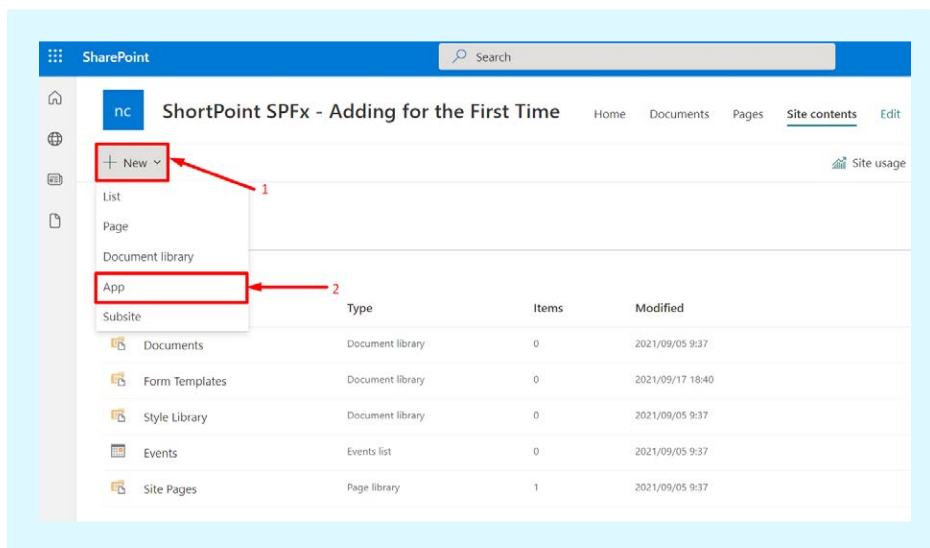 SharePoint Search
nc ShortPoint SPFx - Adding for the First Time Home Documents Pages Site contents Edit
New 1 Site usage
List
Page
Document library
App 2
Subsite
Type Items Modified
Documents Document library 0 2021/09/05 9:37
Form Templates Document library 0 2021/09/17 18:40
Style Library Document library 0 2021/09/05 9:37
Events Events list 0 2021/09/05 9:37
Site Pages Page library 1 2021/09/05 9:37